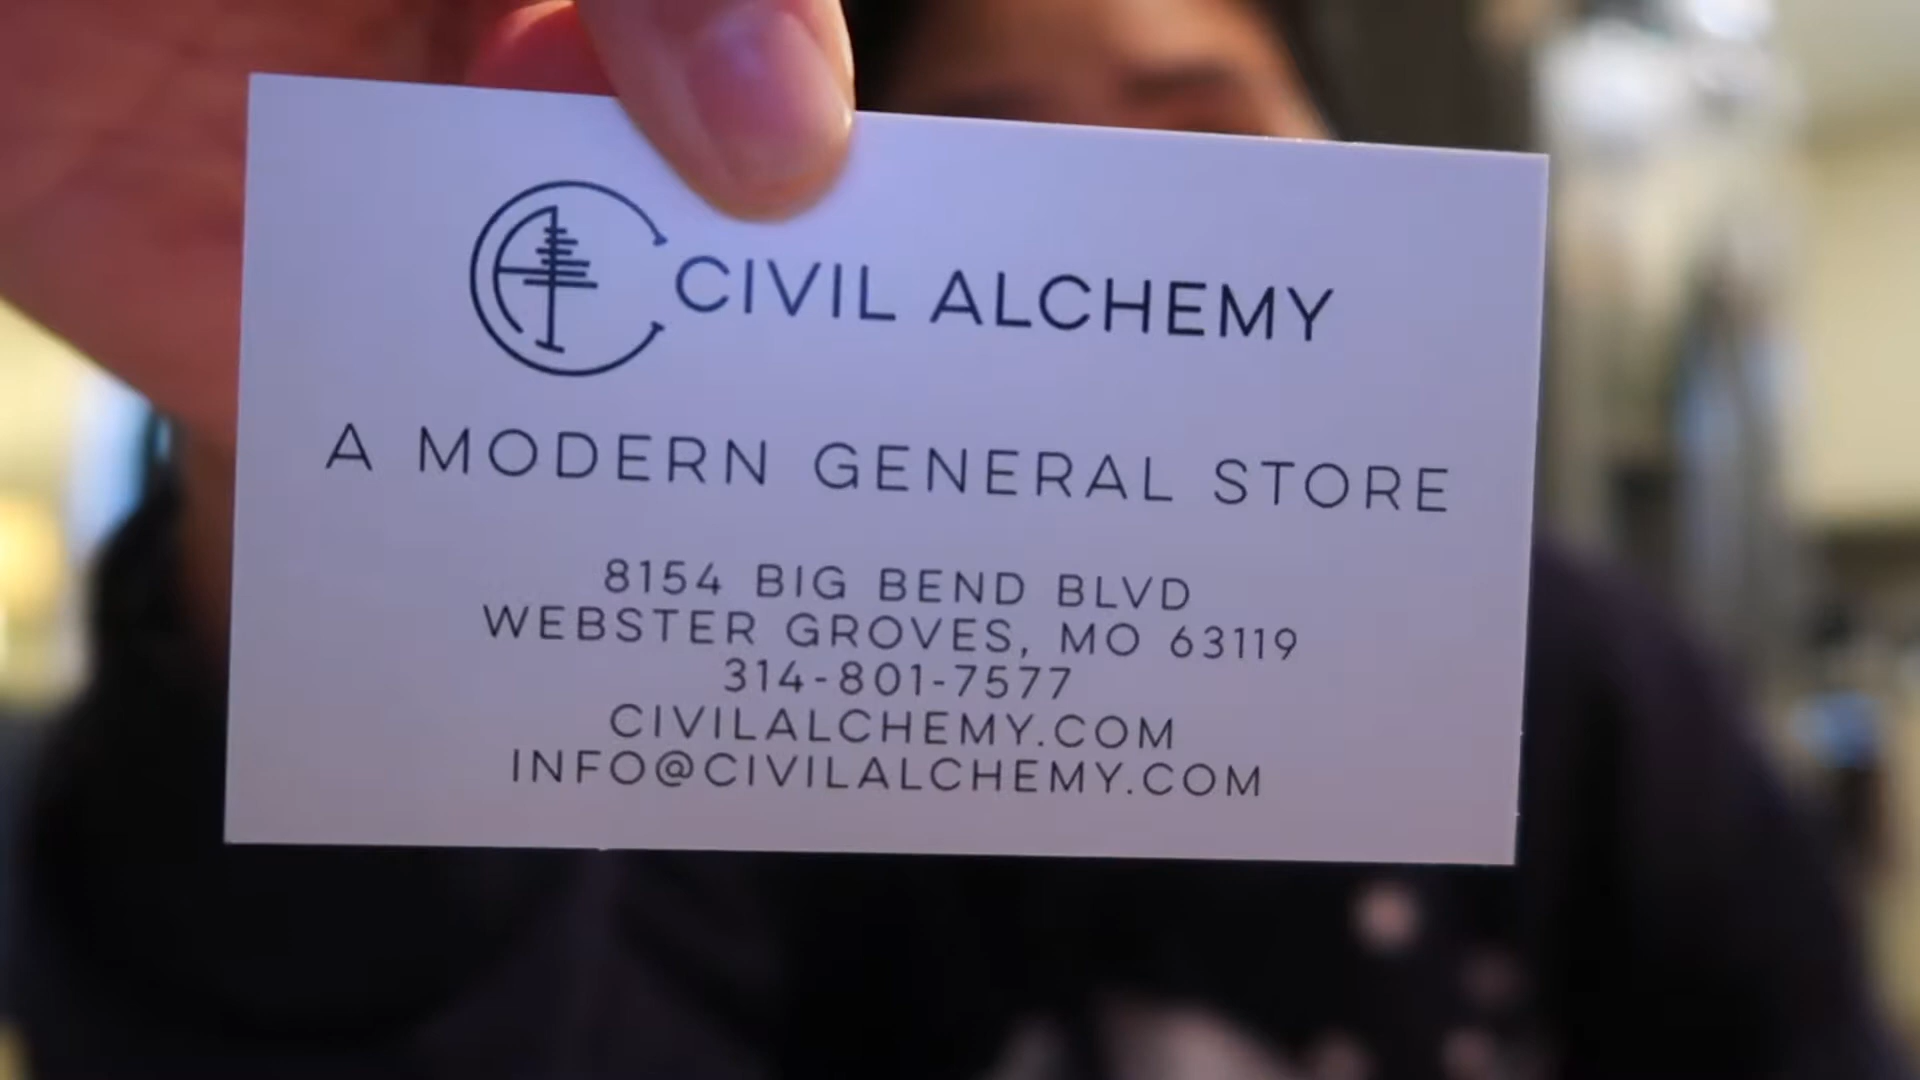 CIVIL ALCHEMY
A MODERN GENERAL STORE
8154 BIG BEND BLVD
WEBSTER GROVES, MO 63119
314-801-7577
CIVILALCHEMY.COM
INFO@CIVILALCHEMY.COM